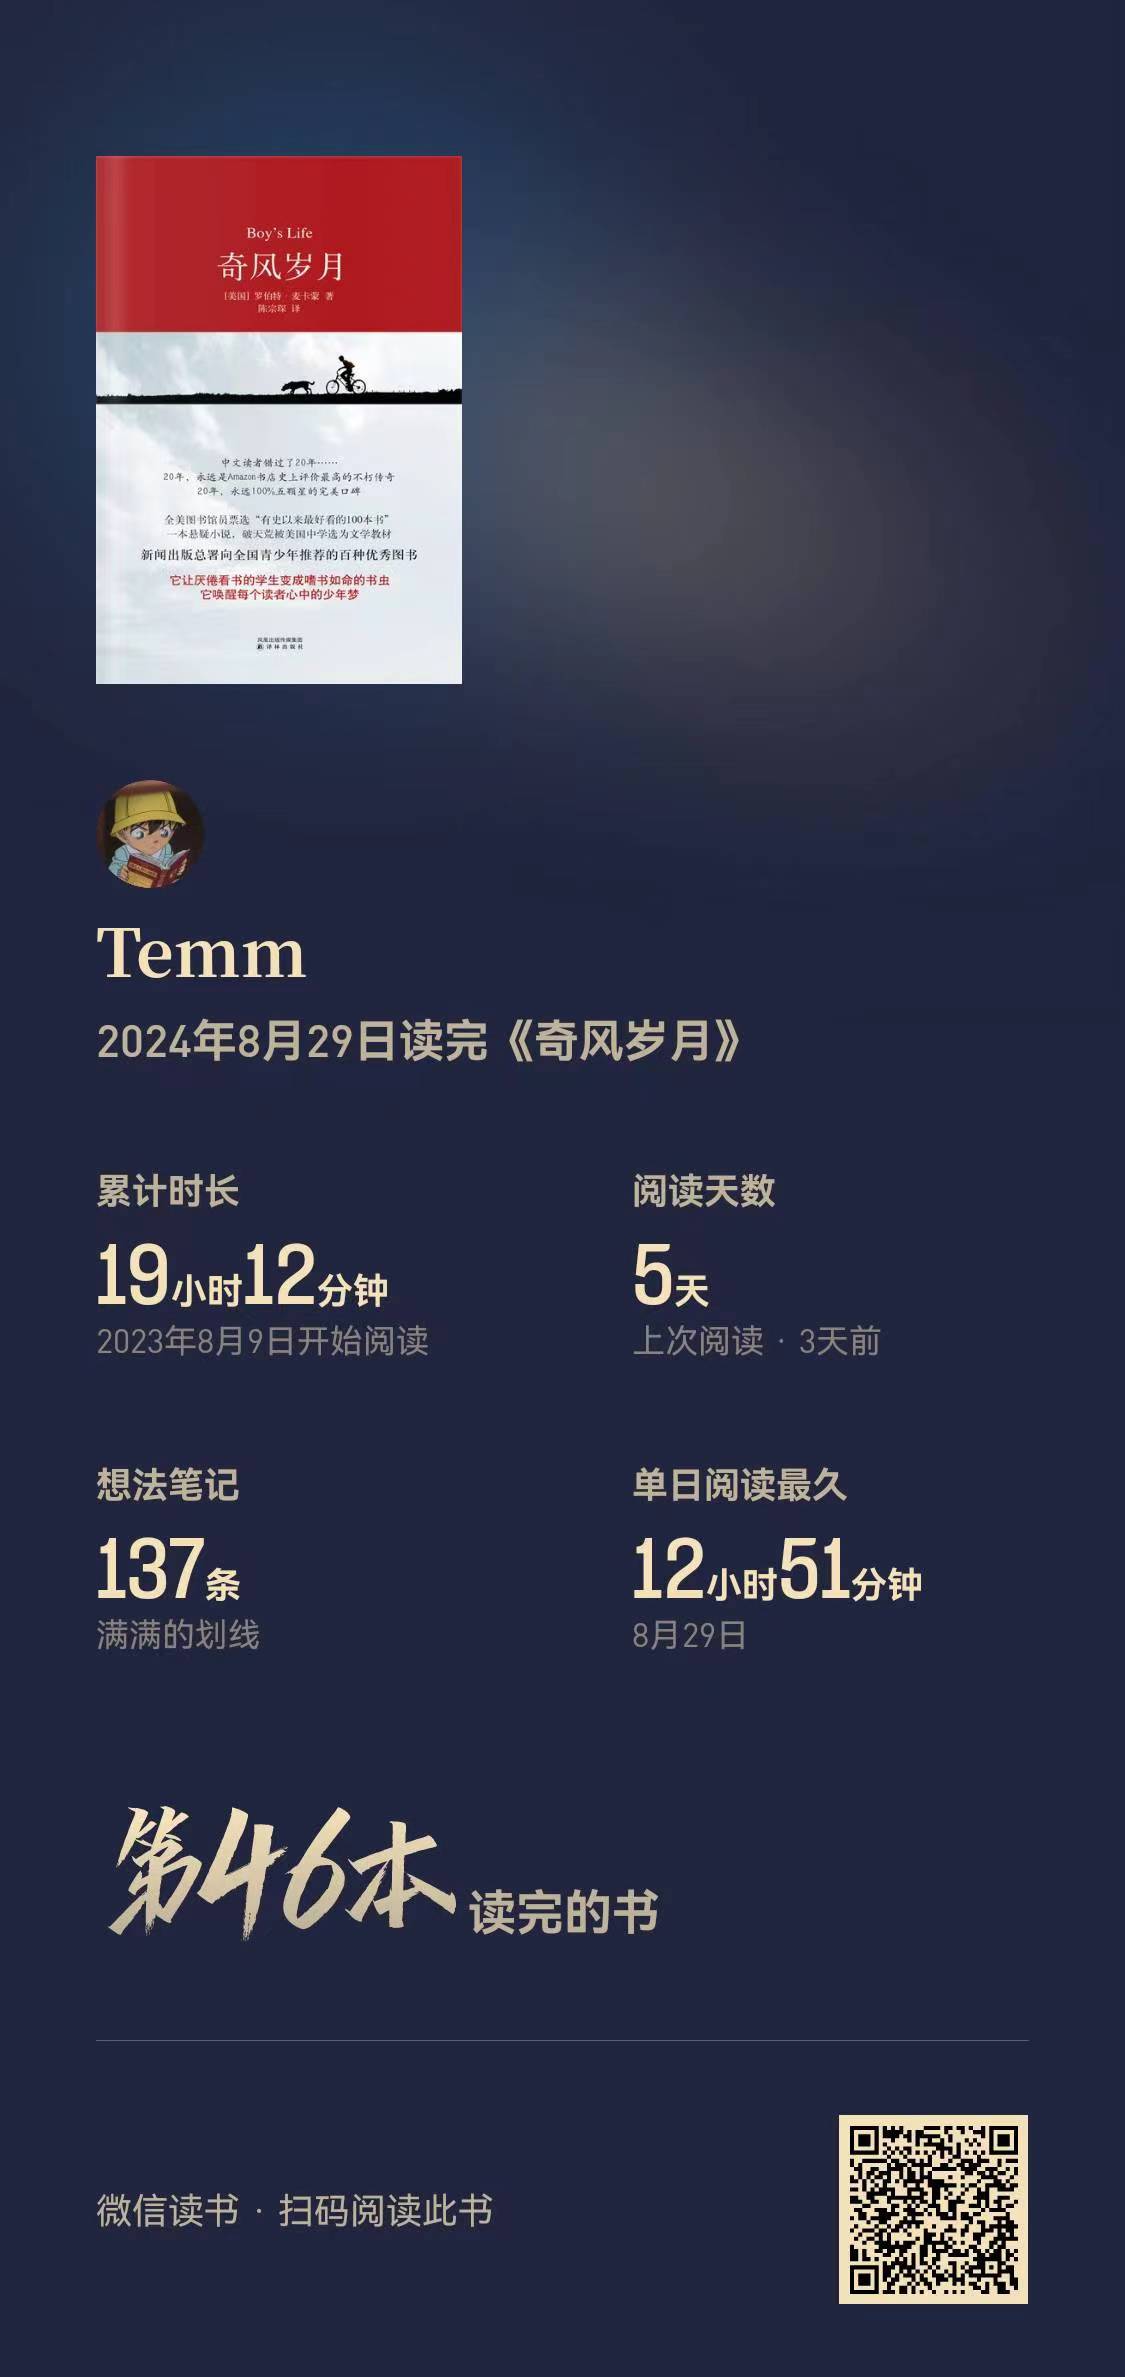 Boy's Life
奇风岁月
[美国] 罗伯特·麦卡蒙 著
陈宗琛 译
中文读者错过了20年……
20年，永远是Amazon书店史上评价最高的不朽传奇
20年，永远100%五颗星的完美口碑
全美图书馆员票选“有史以来最好看的100本书”
一本悬疑小说，破天荒被美国中学选为文学教材
新闻出版总署向全国青少年推荐的百种优秀图书
它让厌倦看书的学生变成嗜书如命的书虫
它唤醒每个读者心中的少年梦
凤凰出版传媒集团
译林出版社
Temm
2024年8月29日读完《奇风岁月》
累计时长
19小时12分钟
2023年8月9日开始阅读
阅读天数
5天
上次阅读 · 3天前
想法笔记
137条
满满的划线
单日阅读最久
12小时51分钟
8月29日
第46本 读完的书
微信读书 · 扫码阅读此书